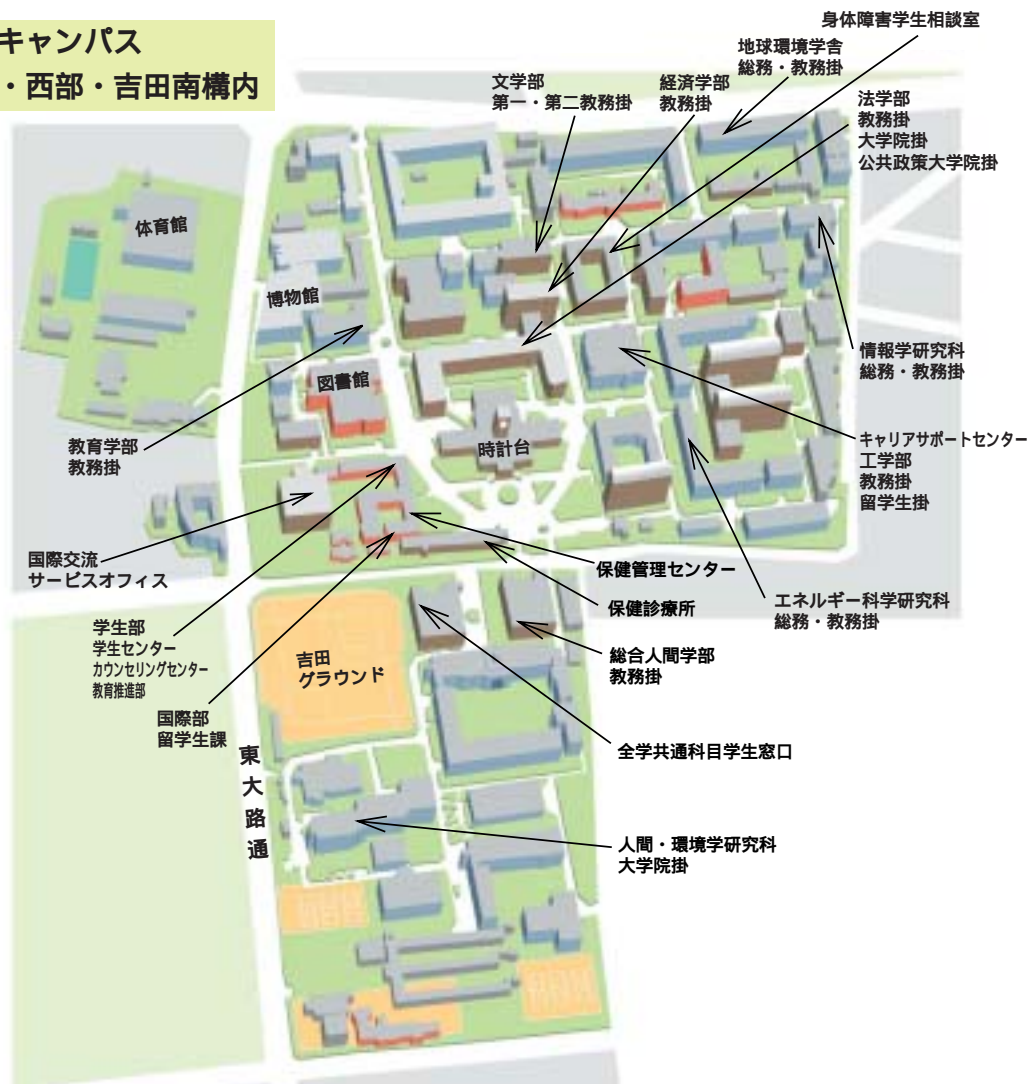 キャンパス
・西部・吉田南構内
身体障害学生相談室
地球環境学舎
総務・教務掛
文学部
第一・第二教務掛
経済学部
教務掛
法学部
教務掛
大学院掛
公共政策大学院掛
体育館
博物館
図書館
時計台
情報学研究科
総務・教務掛
教育学部
教務掛
キャリアサポートセンター
工学部
教務掛
留学生掛
国際交流
サービスオフィス
保健管理センター
保健診療所
エネルギー科学研究科
総務・教務掛
学生部
学生センター
カウンセリングセンター
教育推進部
国際部
留学生課
吉田
グラウンド
総合人間学部
教務掛
全学共通科目学生窓口
東大路通
人間・環境学研究科
大学院掛